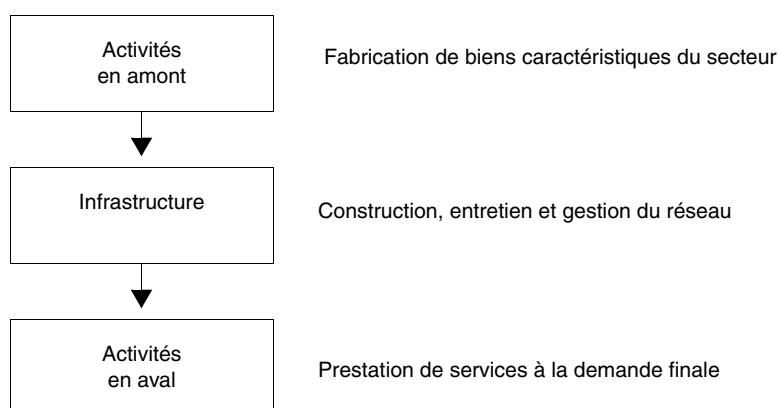 Activités
en amont
Fabrication de biens caractéristiques du secteur
Infrastructure
Construction, entretien et gestion du réseau
Activités
en aval
Prestation de services à la demande finale